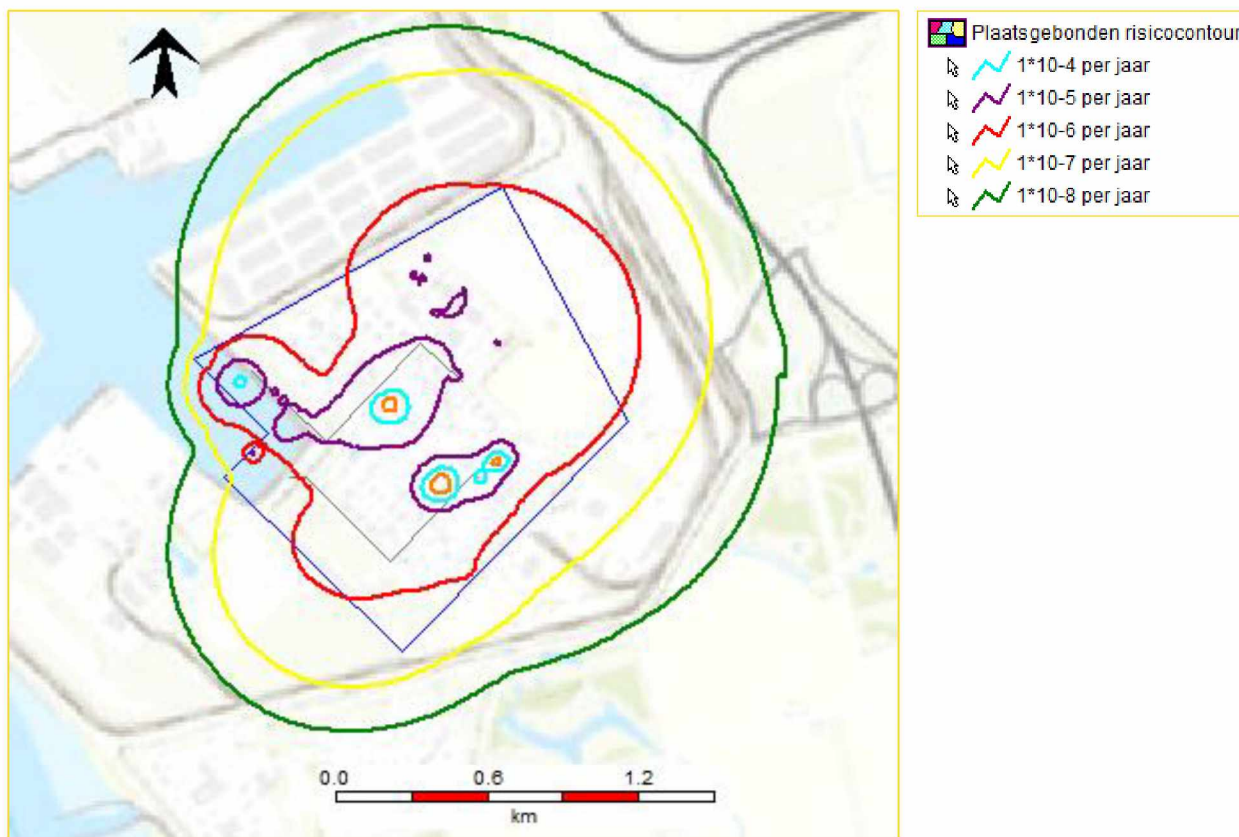 Plaatsgebonden risicocontour
1*10-4 per jaar
1*10-5 per jaar
1*10-6 per jaar
1*10-7 per jaar
1*10-8 per jaar
0.0 0.6 1.2
km